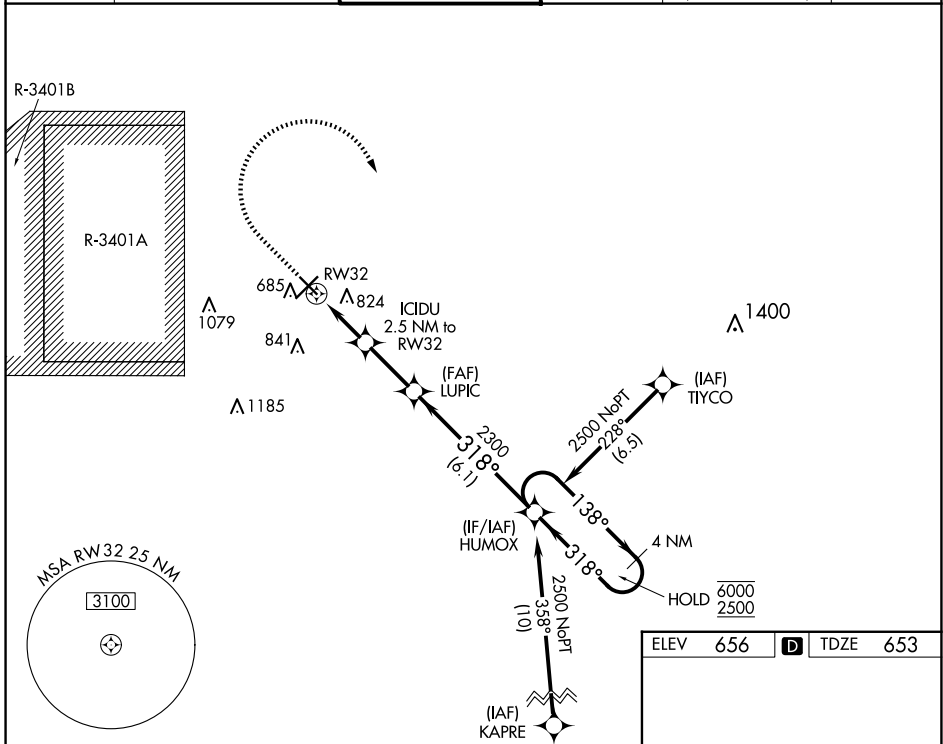 R-3401B
R-3401A
RW32
685
824
1079
841
1185
ICIDU
2.5 NM to
RW32
(FAF)
LUPIC
1400
(IAF)
TIYCO
2500 NoPT
228°
(6.5)
2300
318°
(6.1)
(IF/IAF)
HUMOX
138°
318°
4 NM
HOLD
6000
2500
2500 NoPT
358°
(10)
(IAF)
KAPRE
MSA RW32 25 NM
3100
ELEV 656 D TDZE 653